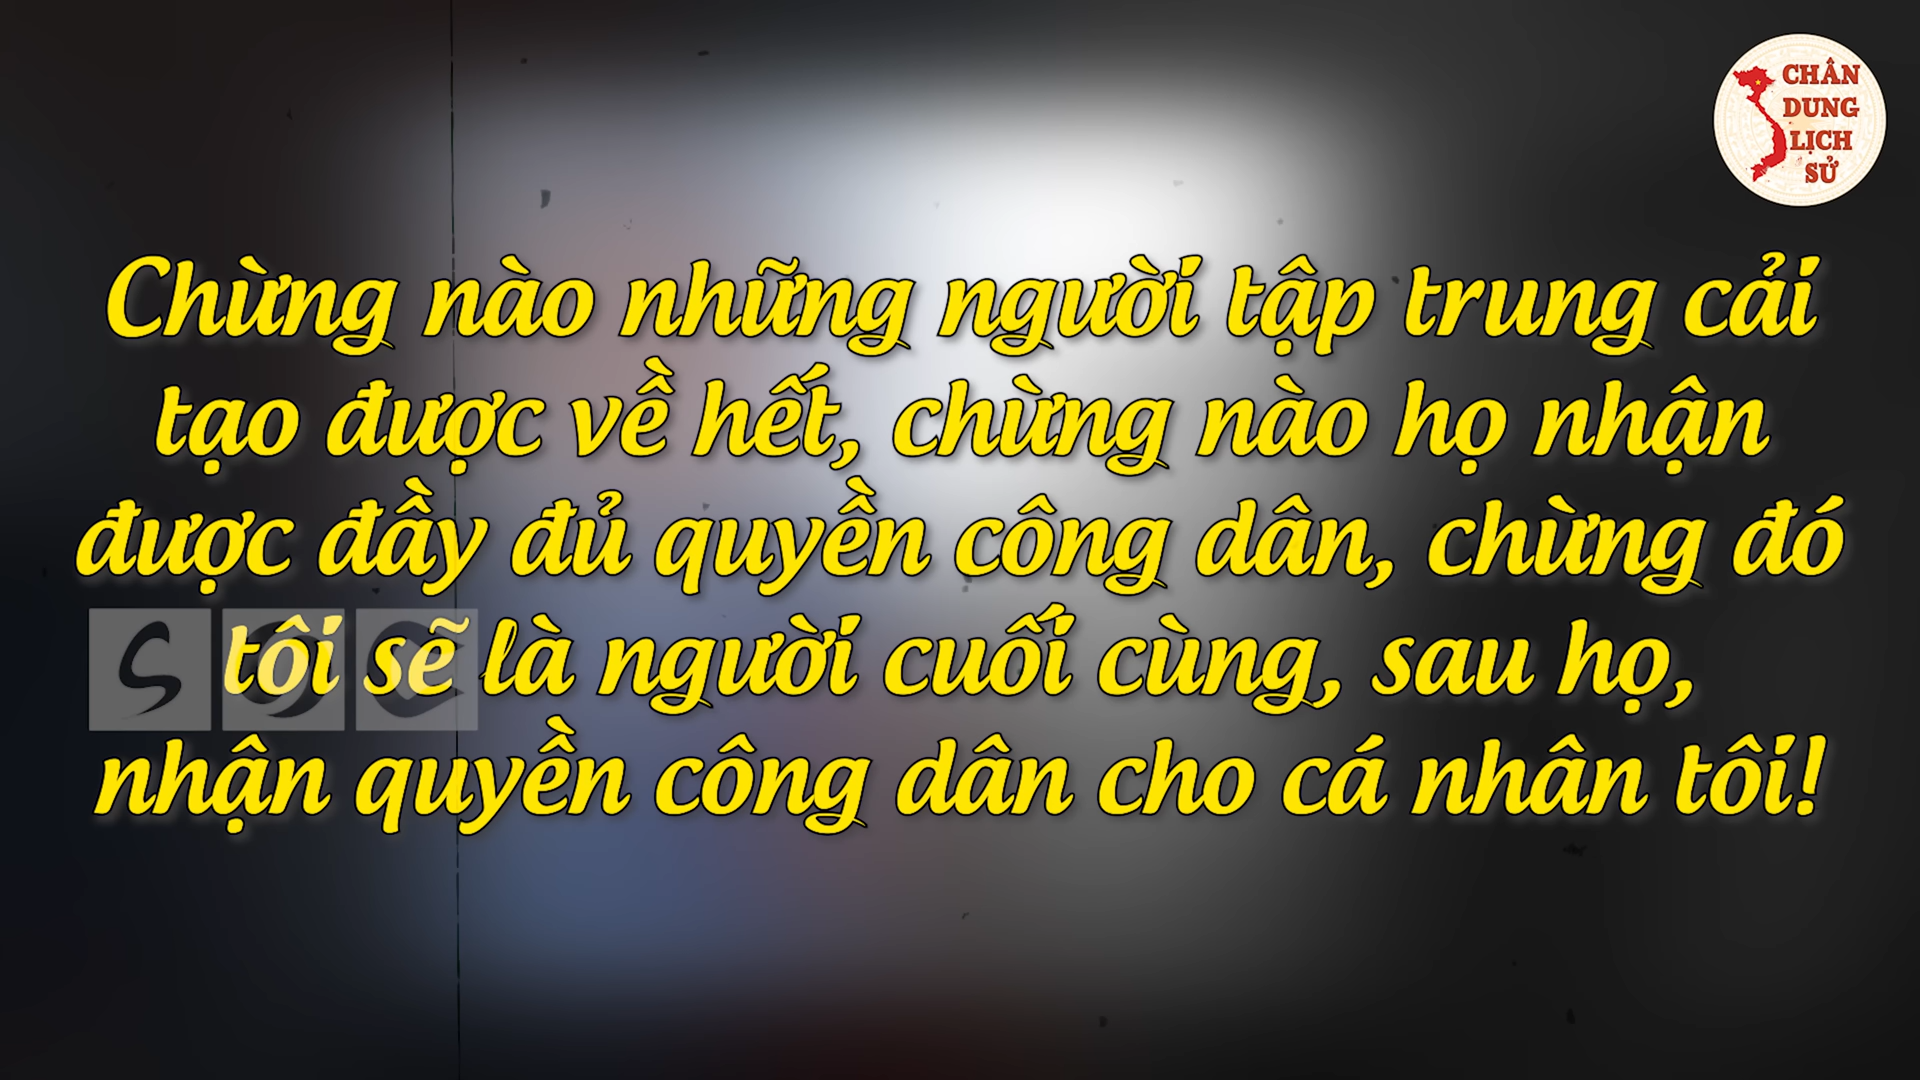 CHÂN
DUNG
LỊCH
SỬ
Chừng nào những người tập trung cải
tạo được về hết, chừng nào họ nhận
được đầy đủ quyền công dân, chừng đó
tôi sẽ là người cuối cùng, sau họ,
nhận quyền công dân cho cá nhân tôi!